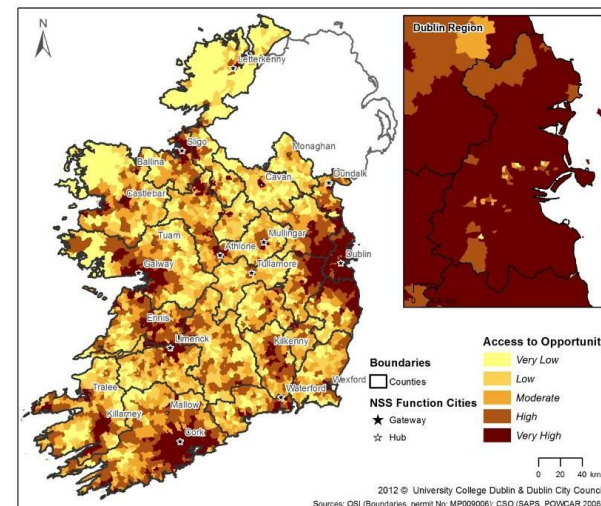 N
Dublin Region
Letterkenny
Sligo
Monaghan
Ballina
Cavan
Dundalk
Castlebar
Tuam
Mullingar
Athlone
Dublin
Galway
Tullamore
Ennis
Limerick
Kilkenny
Tralee
Wexford
Waterford
Killarney
Mallow
Cork
Access to Opportunit
Very Low
Low
Moderate
High
Very High
Boundaries
Counties
NSS Function Cities
Gateway
Hub
0 20 40 km
2012 © University College Dublin & Dublin City Counci
Sources: OSI (Boundaries, permit No: MP009006); CSO (SAPS, POWCAR 2006